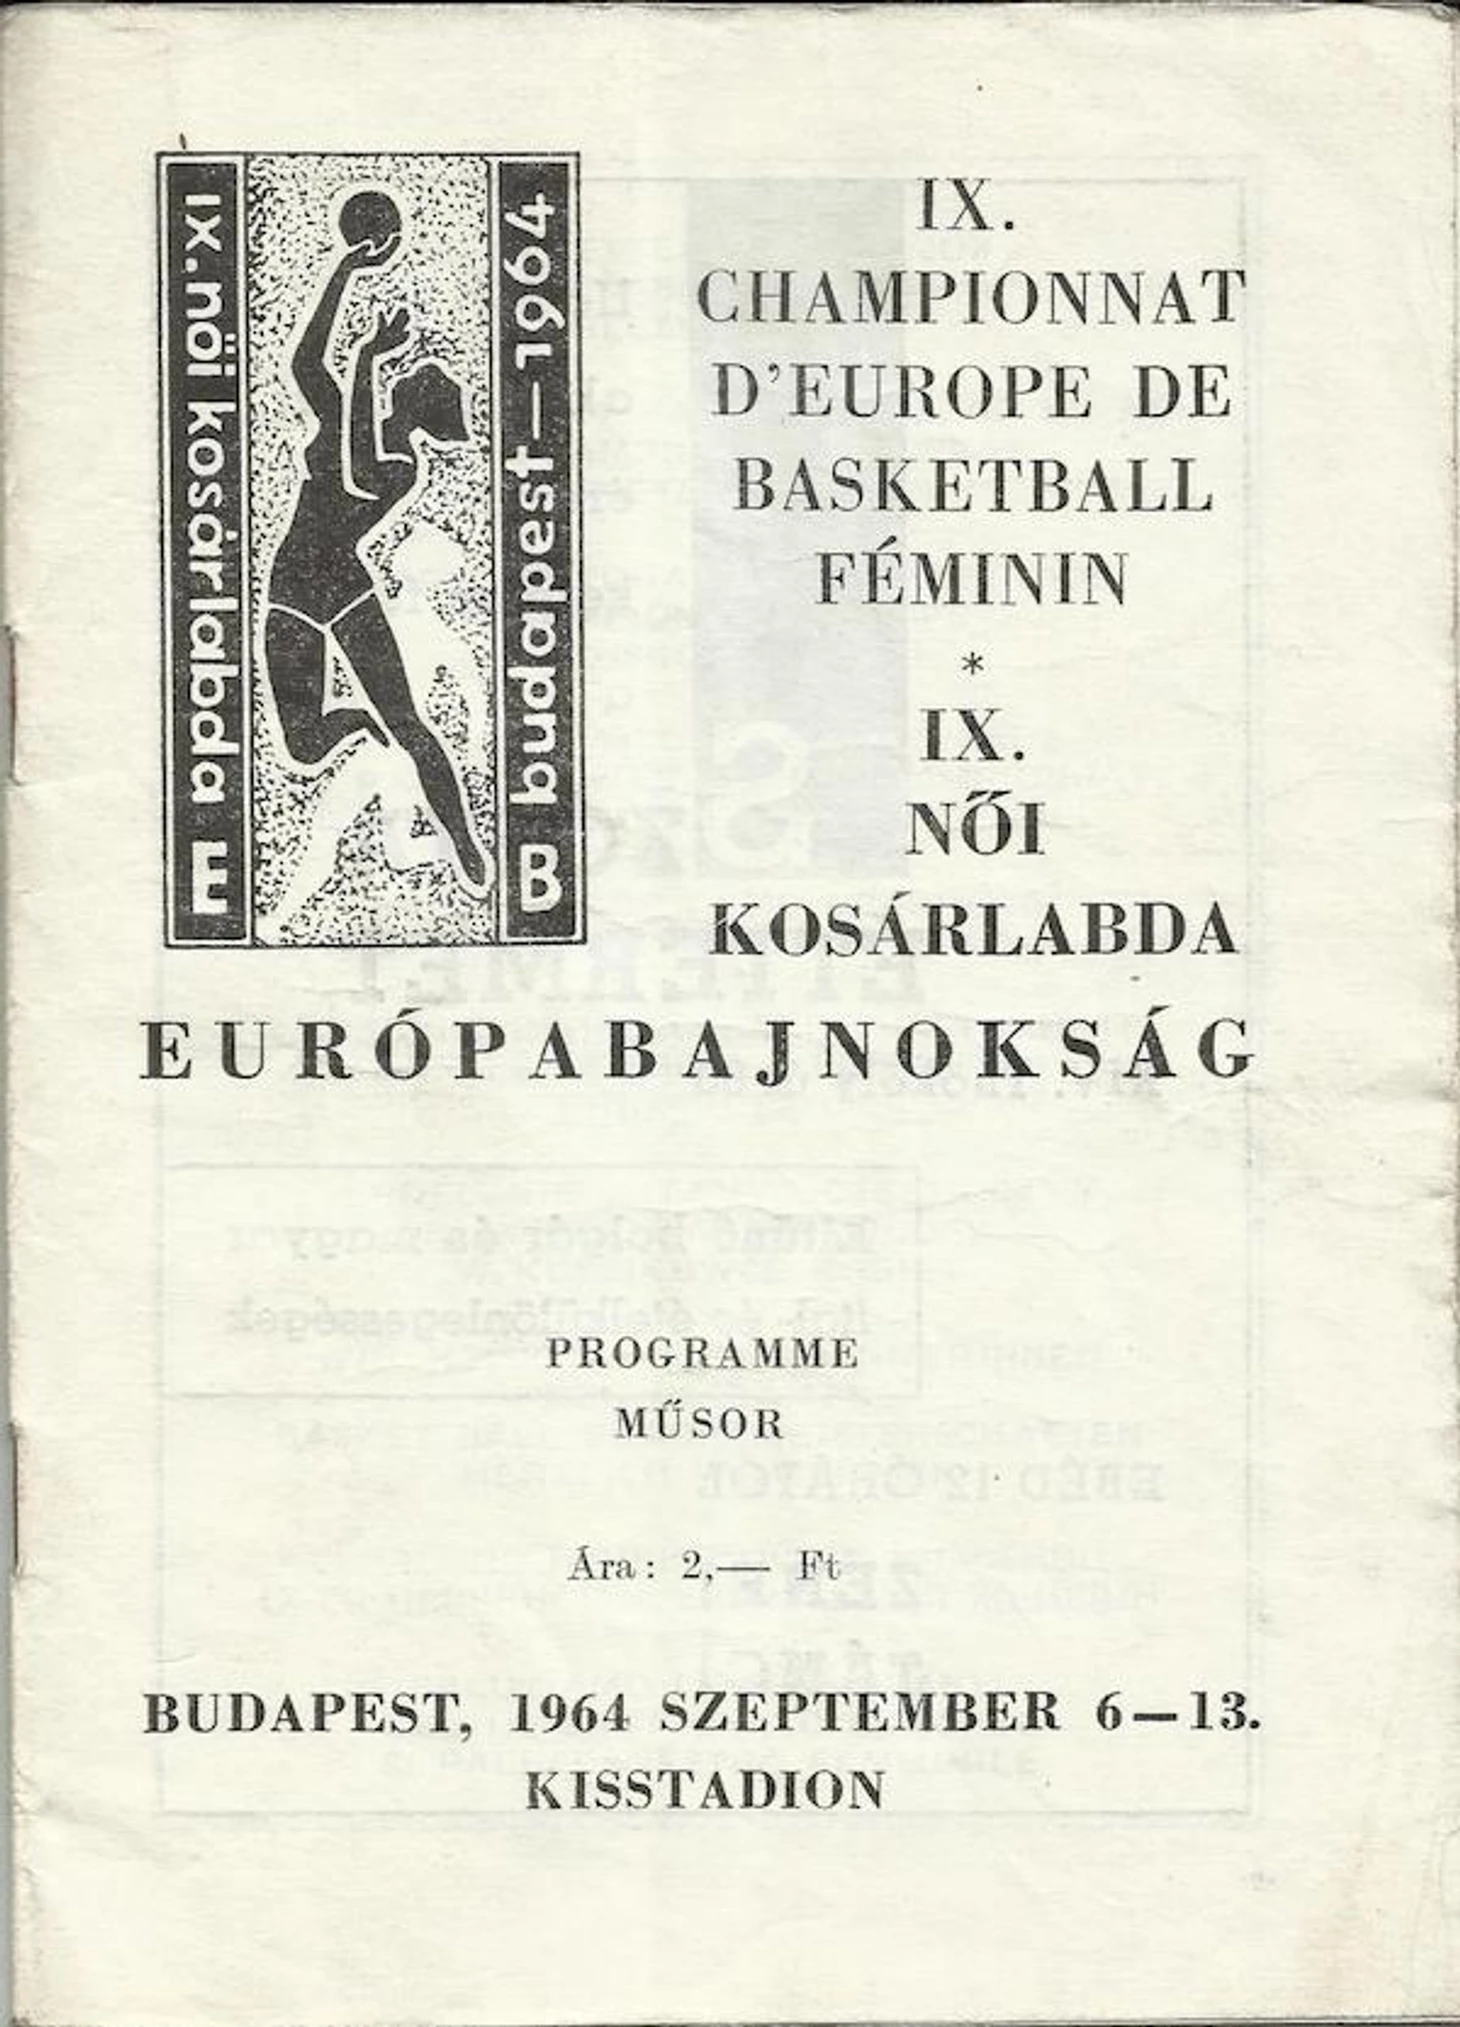 IX. női kosárlabda E
B budapest—1964
IX.
CHAMPIONNAT
D'EUROPE DE
BASKETBALL
FÉMININ
*
IX.
NŐI
KOSÁRLABDA
EURÓPABAJNOKSÁG
PROGRAMME
MŰSOR
Ára: 2,— Ft
BUDAPEST, 1964 SZEPTEMBER 6—13.
KISSTADION